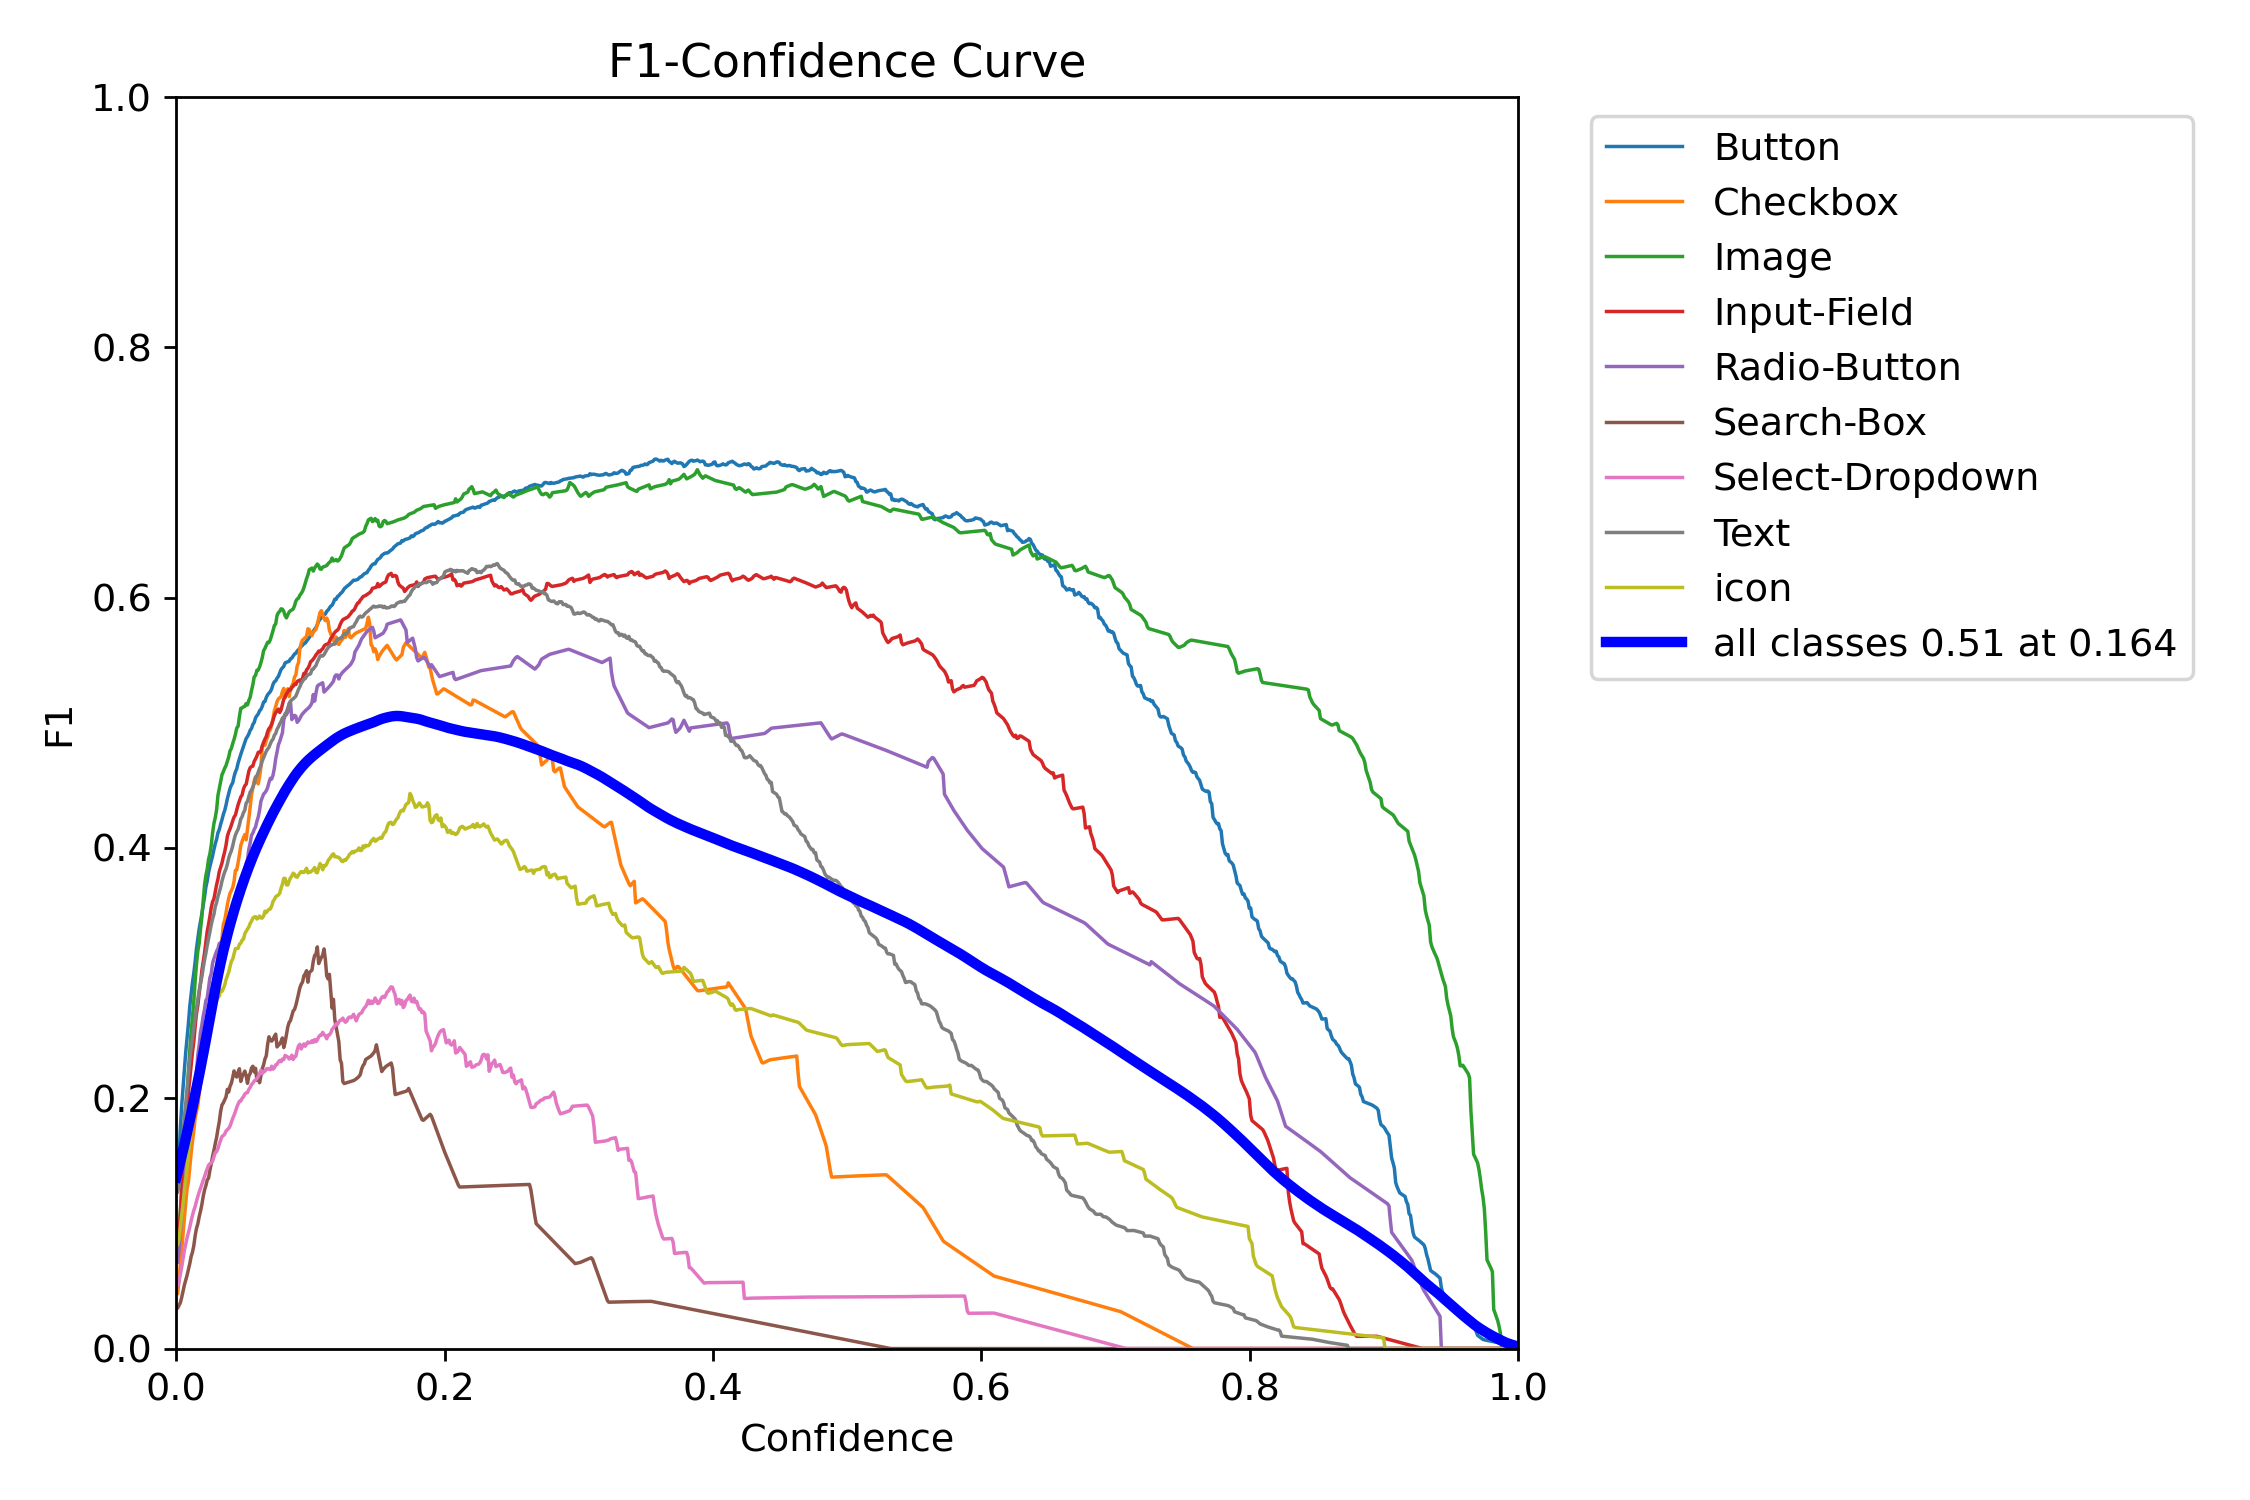 F1-Confidence Curve
1.0
0.8
0.6
0.4
0.2
0.0
F1
0.0 0.2 0.4 0.6 0.8 1.0
Confidence
Button
Checkbox
Image
Input-Field
Radio-Button
Search-Box
Select-Dropdown
Text
icon
all classes 0.51 at 0.164